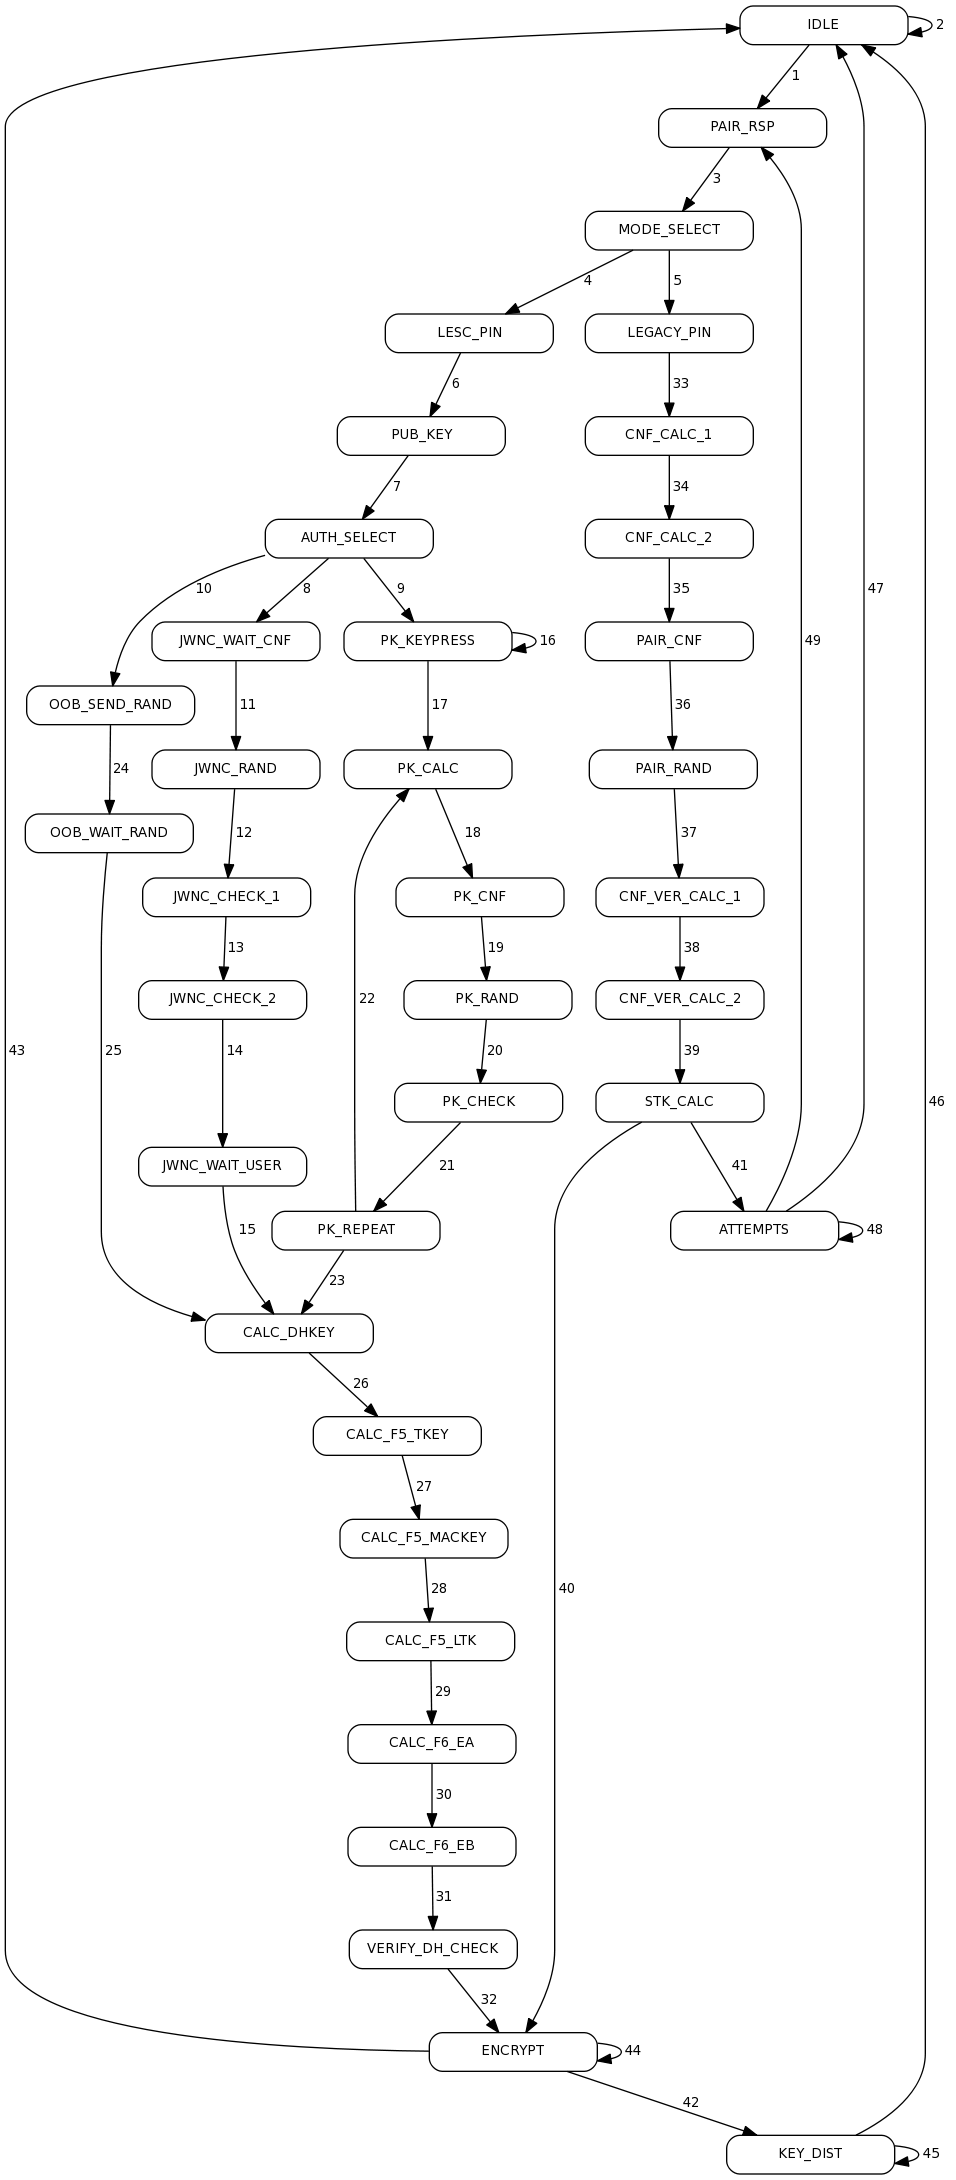 IDLE
2
1
PAIR_RSP
3
MODE_SELECT
4
5
LESC_PIN
LEGACY_PIN
6
33
PUB_KEY
CNF_CALC_1
7
34
AUTH_SELECT
CNF_CALC_2
10
8
9
35
47
JWNC_WAIT_CNF
PK_KEYPRESS
16
PAIR_CNF
49
OOB_SEND_RAND
11
17
36
24
JWNC_RAND
PK_CALC
PAIR_RAND
OOB_WAIT_RAND
12
18
37
JWNC_CHECK_1
PK_CNF
CNF_VER_CALC_1
13
19
38
JWNC_CHECK_2
22
PK_RAND
CNF_VER_CALC_2
43
25
14
20
39
PK_CHECK
STK_CALC
46
JWNC_WAIT_USER
21
41
15
PK_REPEAT
ATTEMPTS
48
23
CALC_DHKEY
26
CALC_F5_TKEY
27
CALC_F5_MACKEY
28
40
CALC_F5_LTK
29
CALC_F6_EA
30
CALC_F6_EB
31
VERIFY_DH_CHECK
32
ENCRYPT
44
42
KEY_DIST
45